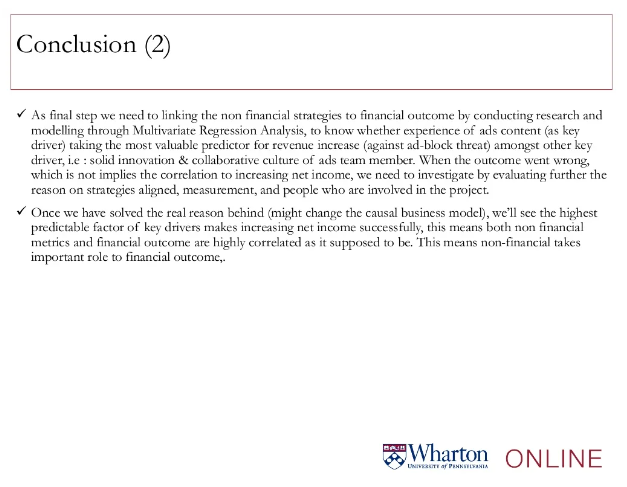 Conclusion (2)
✓ As final step we need to linking the non financial strategies to financial outcome by conducting research and
modelling through Multivariate Regression Analysis, to know whether experience of ads content (as key
driver) taking the most valuable predictor for revenue increase (against ad-block threat) amongst other key
driver, i.e : solid innovation & collaborative culture of ads team member. When the outcome went wrong,
which is not implies the correlation to increasing net income, we need to investigate by evaluating further the
reason on strategies aligned, measurement, and people who are involved in the project.
✓ Once we have solved the real reason behind (might change the causal business model), we'll see the highest
predictable factor of key drivers makes increasing net income successfully, this means both non financial
metrics and financial outcome are highly correlated as it supposed to be. This means non-financial takes
important role to financial outcome,.
Wharton ONLINE
UNIVERSITY of PENNSYLVANIA